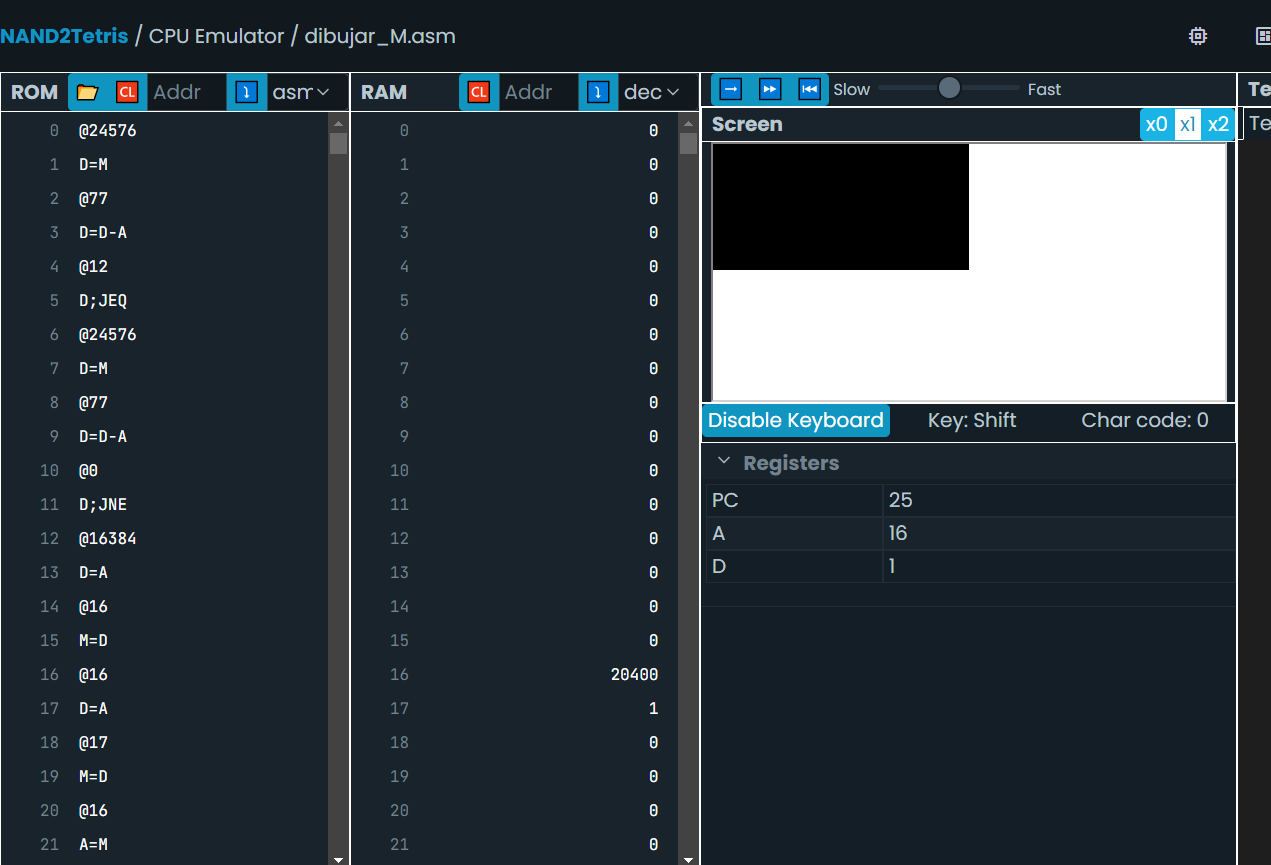 NAND2Tetris / CPU Emulator / dibujar_M.asm
ROM CL Addr asm RAM CL Addr dec Slow Fast Te
Screen x0 x1 x2 Te
0 @24576 0 0
1 D=M 1 0
2 @77 2 0
3 D=D-A 3 0
4 @12 4 0
5 D;JEQ 5 0
6 @24576 6 0
7 D=M 7 0
8 @77 8 0
9 D=D-A 9 0
10 @0 10 0
11 D;JNE 11 0
12 @16384 12 0
13 D=A 13 0
14 @16 14 0
15 M=D 15 0
16 @16 16 20400
17 D=A 17 1
18 @17 18 0
19 M=D 19 0
20 @16 20 0
21 A=M 21 0
Disable Keyboard Key: Shift Char code: 0
Registers
PC 25
A 16
D 1